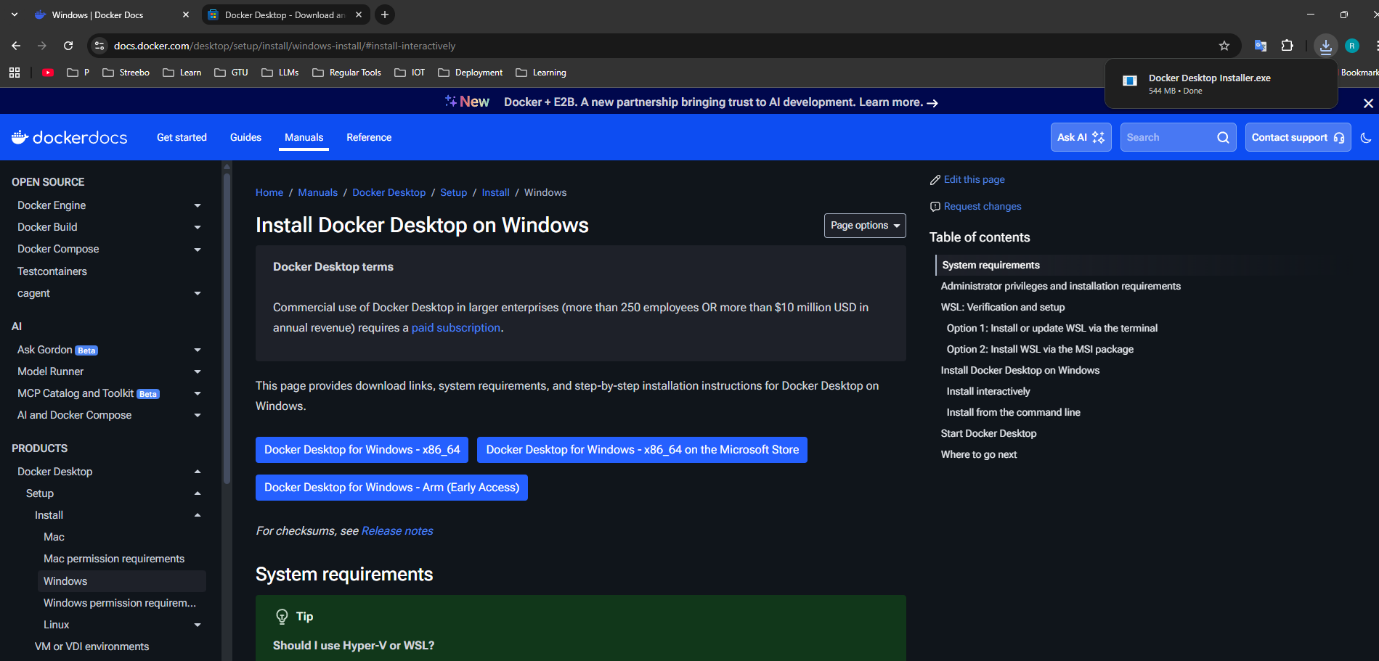 Windows | Docker Docs
Docker Desktop - Download an
docs.docker.com/desktop/setup/install/windows-install/#install-interactively
R
P
Streebo
Learn
GTU
LLMs
Regular Tools
IOT
Deployment
Learning
Bookmark
Docker Desktop Installer.exe
544 MB • Done
New Docker + E2B. A new partnership bringing trust to AI development. Learn more. →
dockerdocs
Get started
Guides
Manuals
Reference
Ask AI
Search
Contact support
OPEN SOURCE
Docker Engine
Docker Build
Docker Compose
Testcontainers
cagent
AI
Ask Gordon Beta
Model Runner
MCP Catalog and Toolkit Beta
AI and Docker Compose
PRODUCTS
Docker Desktop
Setup
Install
Mac
Mac permission requirements
Windows
Windows permission requirem...
Linux
VM or VDI environments
Home / Manuals / Docker Desktop / Setup / Install / Windows
Install Docker Desktop on Windows
Page options
Docker Desktop terms
Commercial use of Docker Desktop in larger enterprises (more than 250 employees OR more than $10 million USD in
annual revenue) requires a paid subscription.
This page provides download links, system requirements, and step-by-step installation instructions for Docker Desktop on
Windows.
Docker Desktop for Windows - x86_64
Docker Desktop for Windows - x86_64 on the Microsoft Store
Docker Desktop for Windows - Arm (Early Access)
For checksums, see Release notes
System requirements
Tip
Should I use Hyper-V or WSL?
Edit this page
Request changes
Table of contents
System requirements
Administrator privileges and installation requirements
WSL: Verification and setup
Option 1: Install or update WSL via the terminal
Option 2: Install WSL via the MSI package
Install Docker Desktop on Windows
Install interactively
Install from the command line
Start Docker Desktop
Where to go next